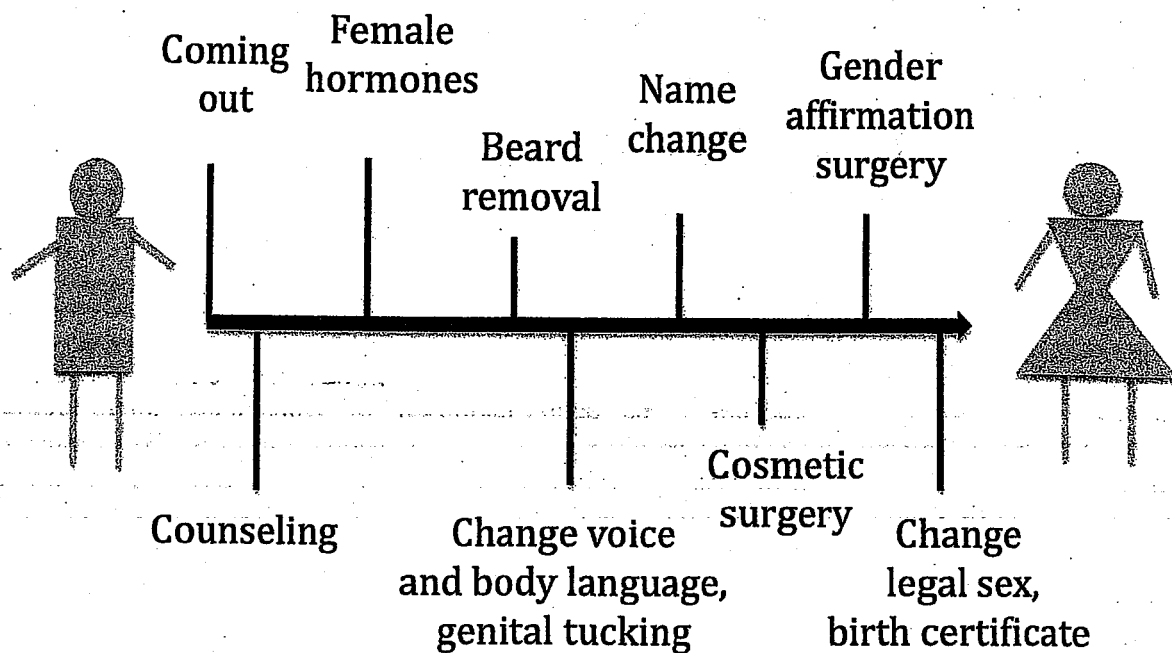 Coming
out
Female
hormones
Beard
removal
Name
change
Gender
affirmation
surgery
Counseling
Change voice
and body language,
genital tucking
Cosmetic
surgery
Change
legal sex,
birth certificate